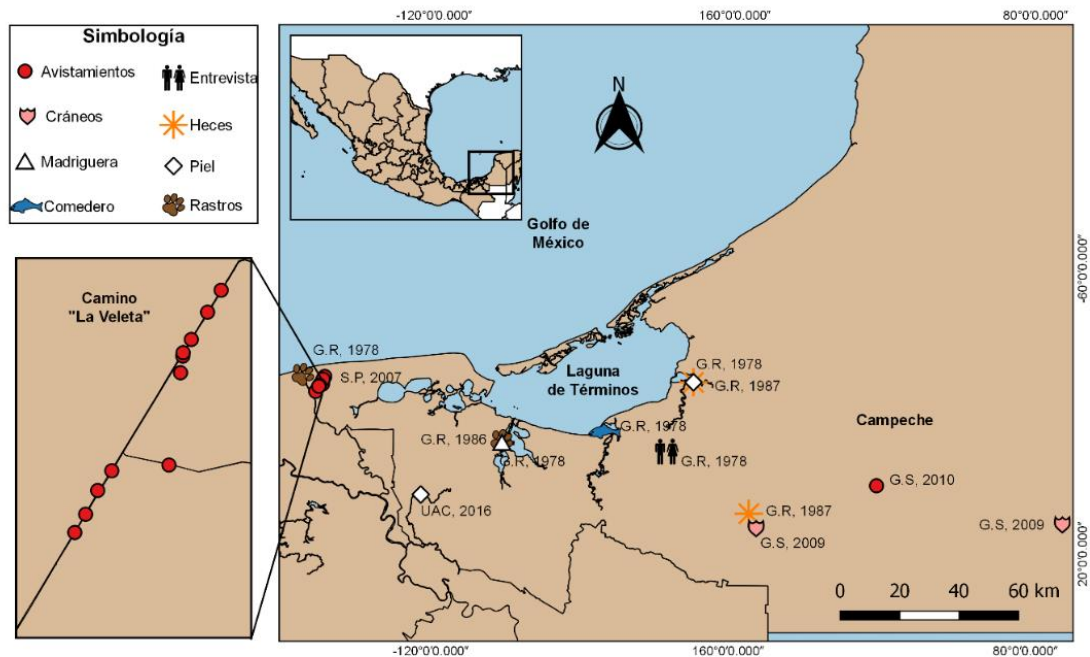 -120°0'0.000"
160°0'0.000"
80°0'0.000"
Simbología
Avistamientos
Entrevista
Cráneos
Heces
Madriguera
Piel
Comedero
Rastros
N
Golfo de
México
-60°0'0.000"
Camino
"La Veleta"
G.R, 1978
S.P, 2007
Laguna
de Términos
G.R, 1978
G.R, 1987
Campeche
G.R, 1986
G.R, 1978
G.R, 1978
G.R, 1978
G.S, 2010
UAC, 2016
G.R, 1987
G.S, 2009
G.S, 2009
20°0'0.000"
0 20 40 60 km
-120°0'0.000"
160°0'0.000"
80°0'0.000"